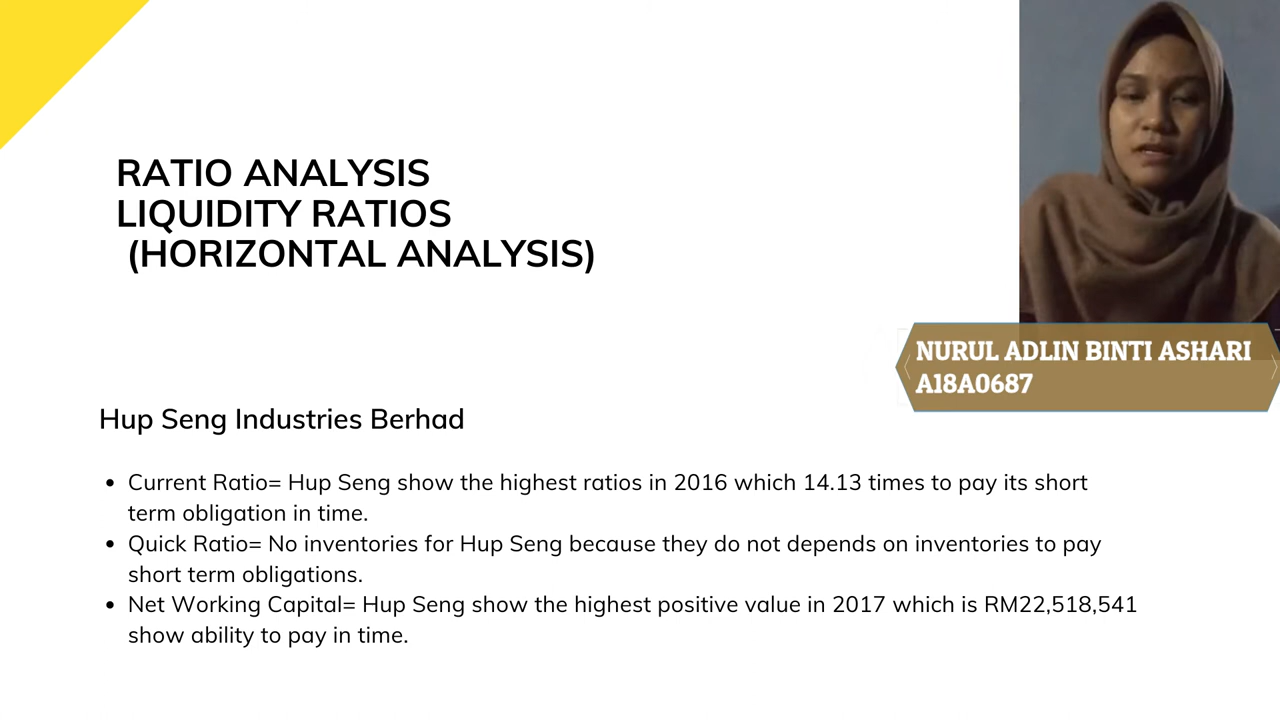 RATIO ANALYSIS
LIQUIDITY RATIOS
(HORIZONTAL ANALYSIS)
NURUL ADLIN BINTI ASHARI
A18A0687
Hup Seng Industries Berhad
• Current Ratio= Hup Seng show the highest ratios in 2016 which 14.13 times to pay its short
term obligation in time.
• Quick Ratio= No inventories for Hup Seng because they do not depends on inventories to pay
short term obligations.
• Net Working Capital= Hup Seng show the highest positive value in 2017 which is RM22,518,541
show ability to pay in time.